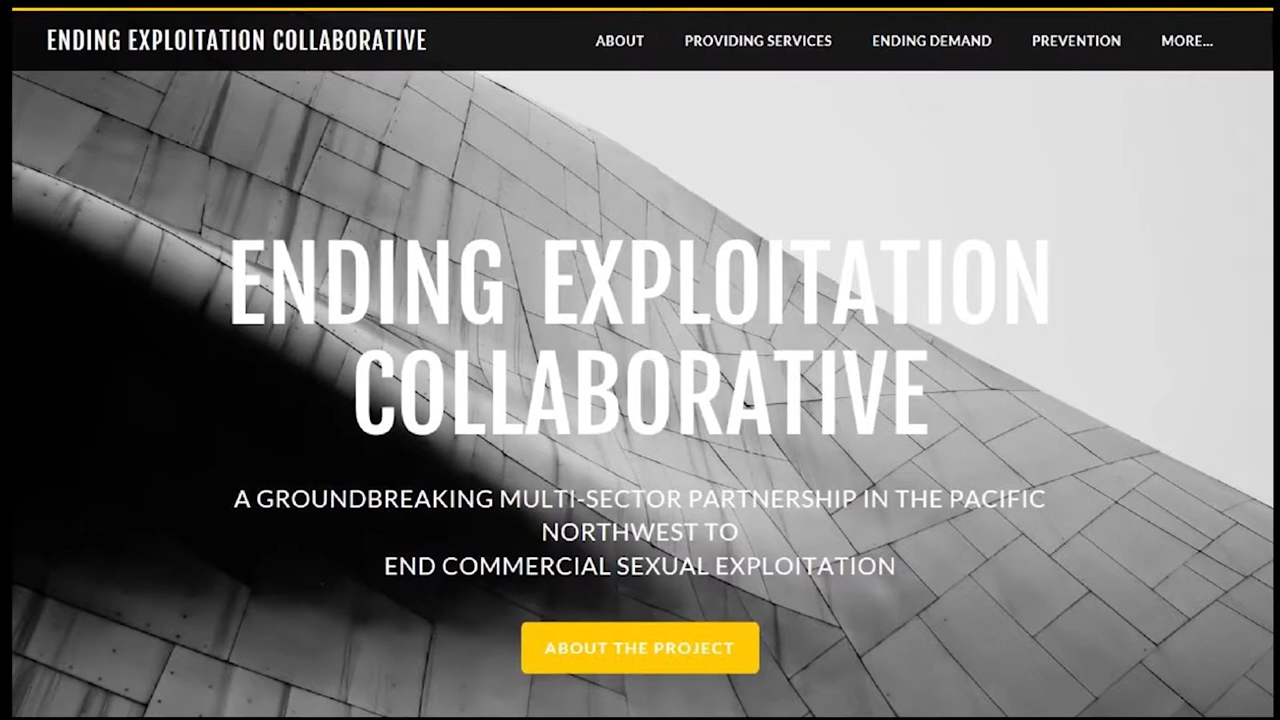 ENDING EXPLOITATION COLLABORATIVE
ABOUT PROVIDING SERVICES ENDING DEMAND PREVENTION MORE...
ENDING EXPLOITATION
COLLABORATIVE
A GROUNDBREAKING MULTI-SECTOR PARTNERSHIP IN THE PACIFIC
NORTHWEST TO
END COMMERCIAL SEXUAL EXPLOITATION
ABOUT THE PROJECT